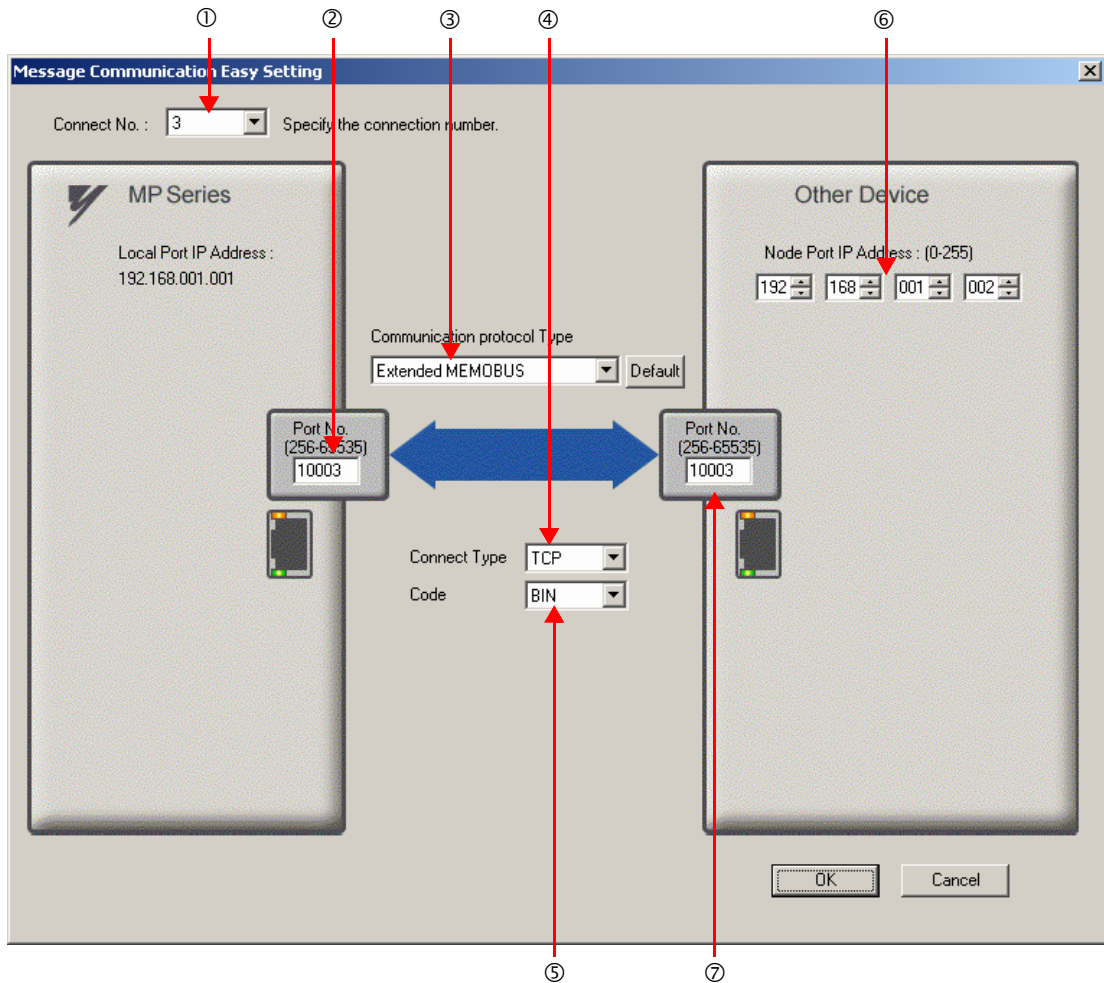 ① ② ③ ④ ⑥
Message Communication Easy Setting
Connect No. : 3 Specify the connection number.
MP Series
Local Port IP Address :
192.168.001.001
Other Device
Node Port IP Address : (0-255)
192 168 001 002
Communication protocol Type
Extended MEMOBUS Default
Port No.
(256-65535)
10003
Port No.
(256-65535)
10003
Connect Type TCP
Code BIN
OK Cancel
⑤ ⑦